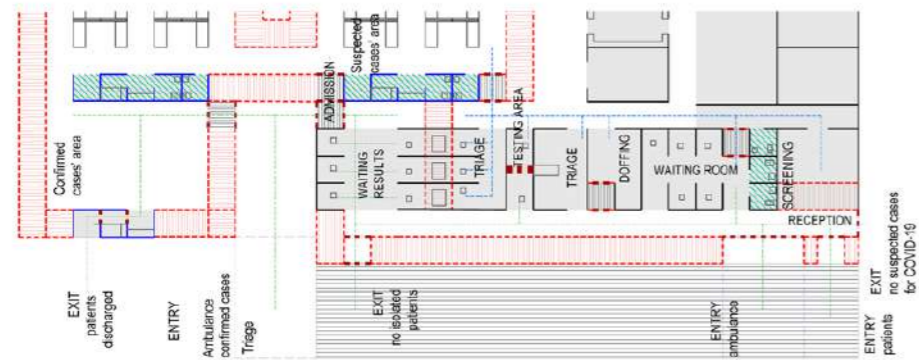 Suspected
cases' area
ADMISSION
Confirmed
cases' area
WAITING
RESULTS
TRIAGE
TESTING AREA
TRIAGE
DOFFING
WAITING ROOM
SCREENING
RECEPTION
EXIT
patients
discharged
ENTRY
Ambulance
confirmed cases
Triage
EXIT
no isolated
patients
ENTRY
ambulance
ENTRY
patients
EXIT
no suspected cases
for COVID-19